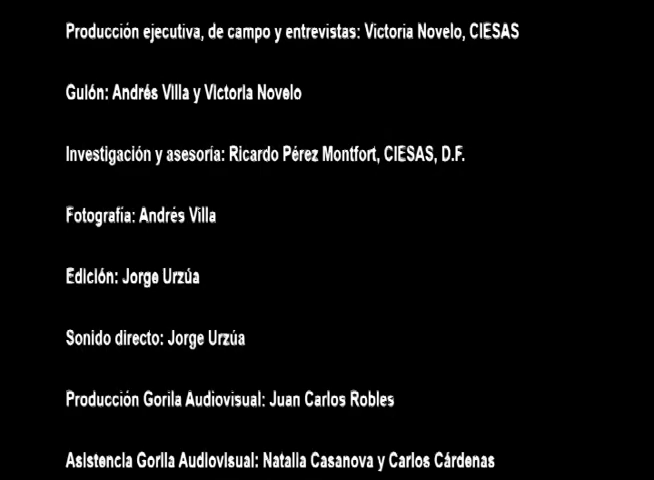 Producción ejecutiva, de campo y entrevistas: Victoria Novelo, CIESAS
Guión: Andrés Villa y Victoria Novelo
Investigación y asesoría: Ricardo Pérez Montfort, CIESAS, D.F.
Fotografía: Andrés Villa
Edición: Jorge Urzúa
Sonido directo: Jorge Urzúa
Producción Gorila Audiovisual: Juan Carlos Robles
Asistencia Gorila Audiovisual: Natalia Casanova y Carlos Cárdenas